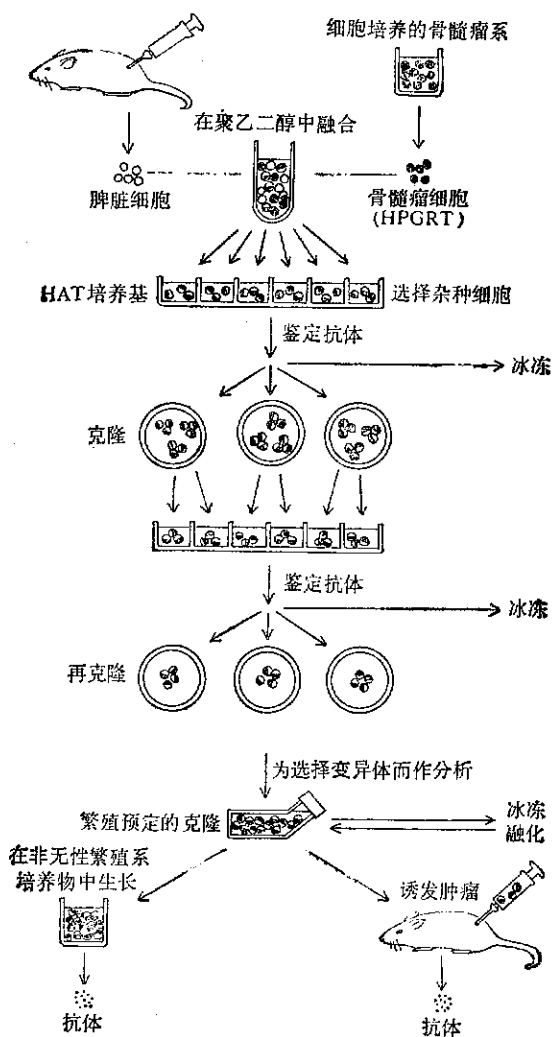 细胞培养的骨髓瘤系
在聚乙二醇中融合
脾脏细胞
骨髓瘤细胞
(HPGRT)
HAT培养基
选择杂种细胞
鉴定抗体
冰冻
克隆
鉴定抗体
冰冻
再克隆
为选择变异体而作分析
繁殖预定的克隆
冰冻
融化
在非无性繁殖系
培养物中生长
诱发肿瘤
抗体
抗体